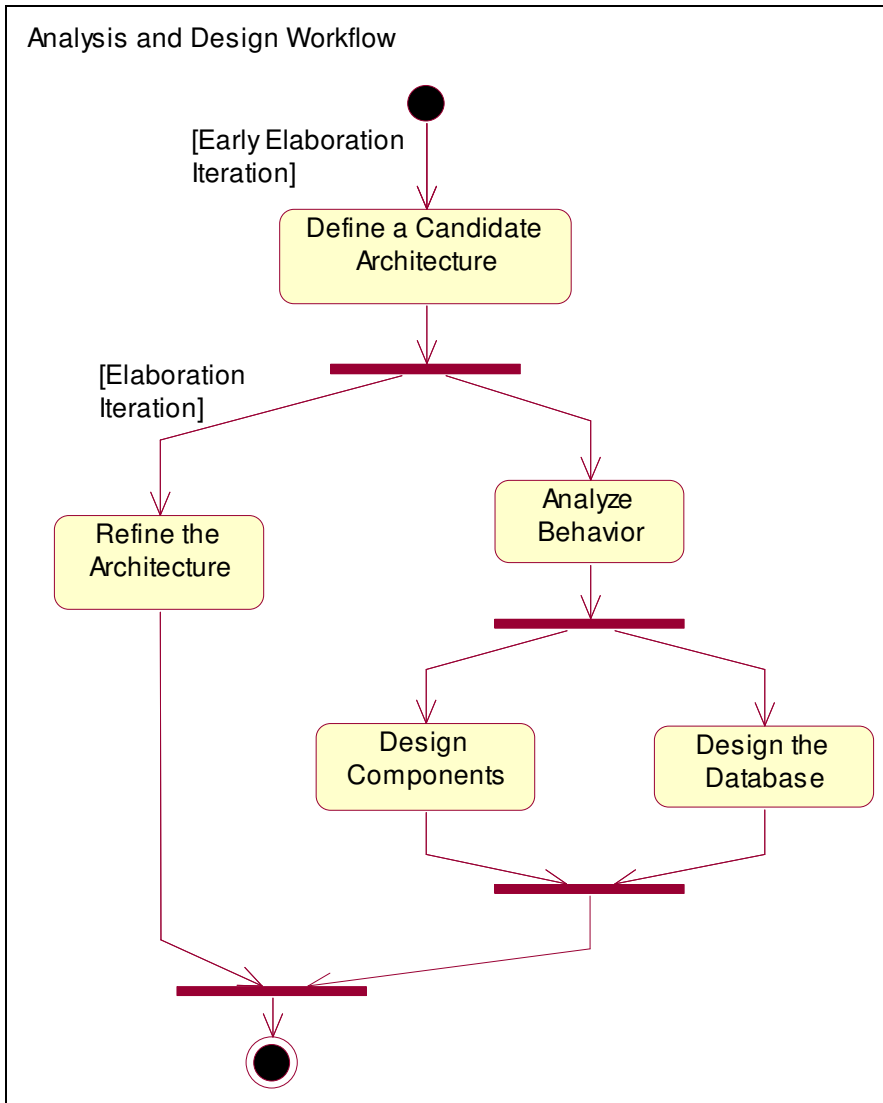 Analysis and Design Workflow
[Early Elaboration
Iteration]
Define a Candidate
Architecture
[Elaboration
Iteration]
Analyze
Behavior
Refine the
Architecture
Design
Components
Design the
Database